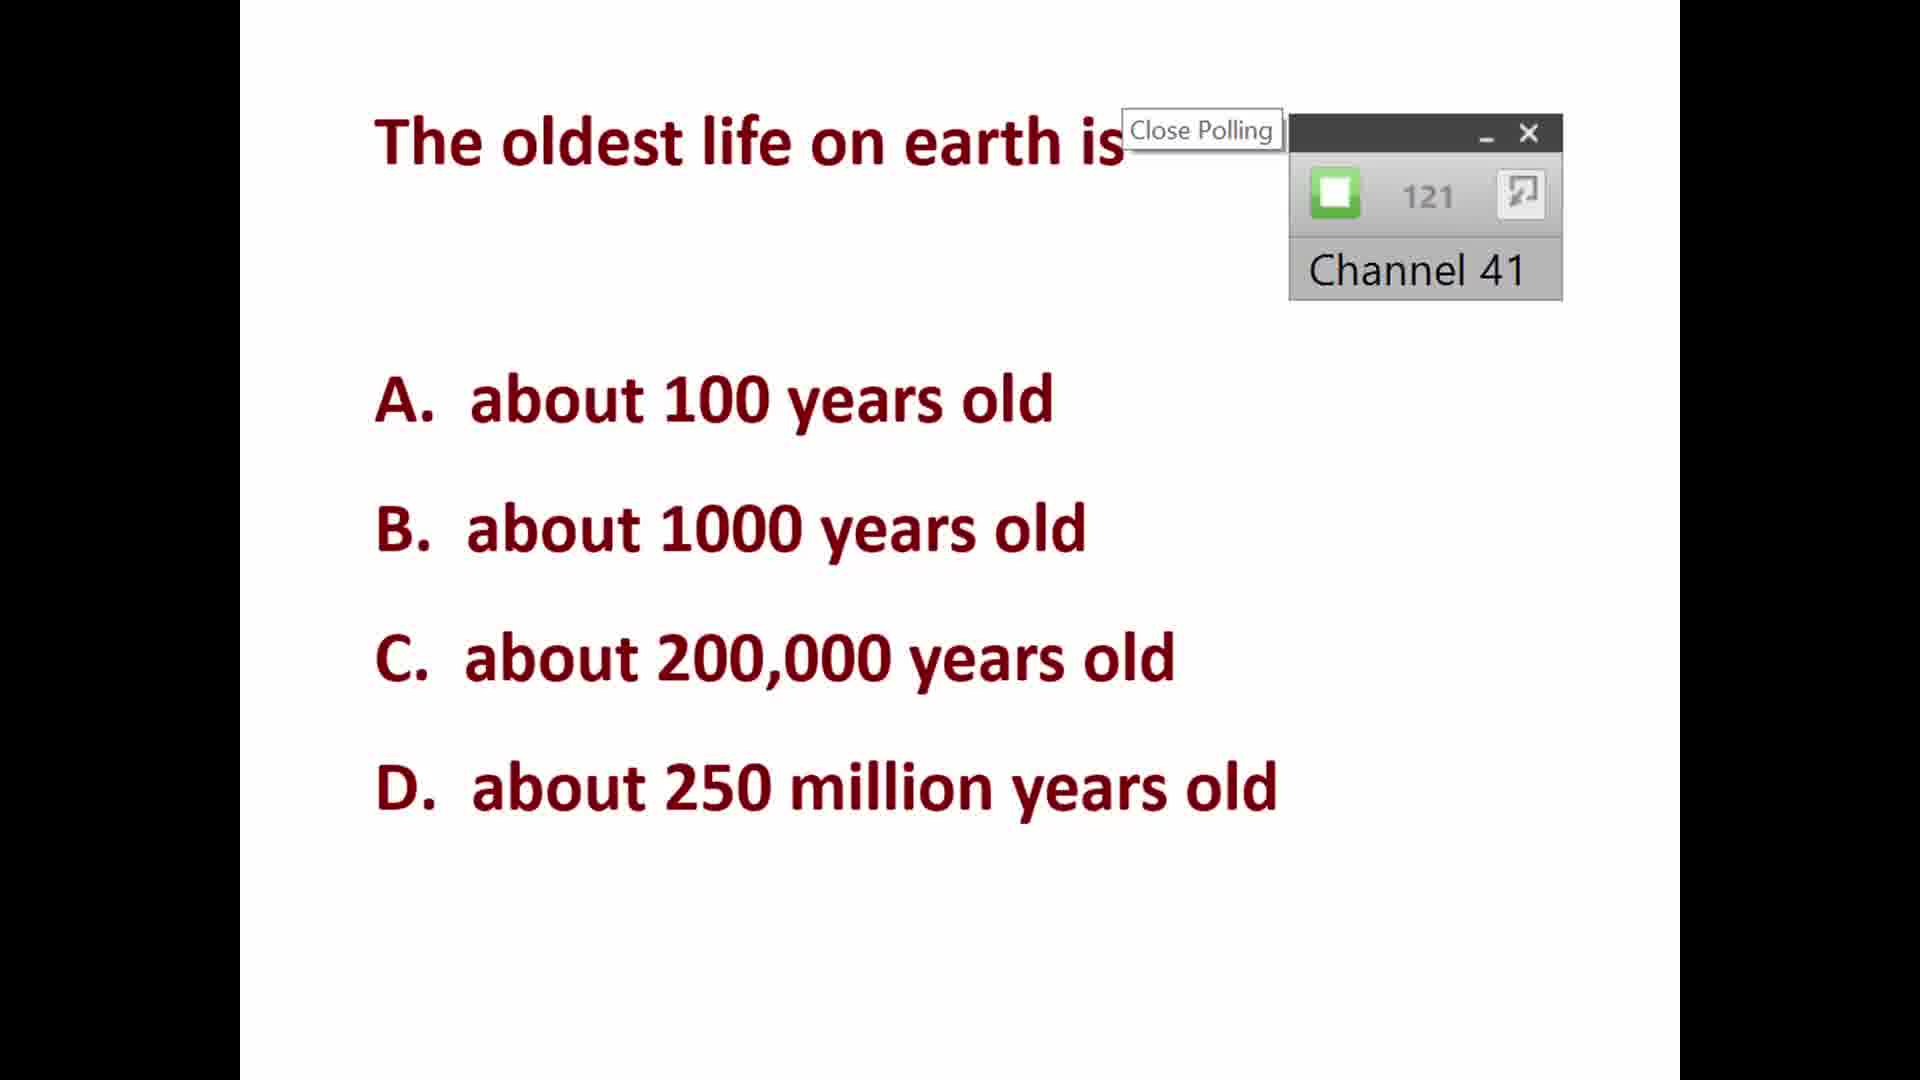 The oldest life on earth is
Close Polling
121
Channel 41
A. about 100 years old
B. about 1000 years old
C. about 200,000 years old
D. about 250 million years old